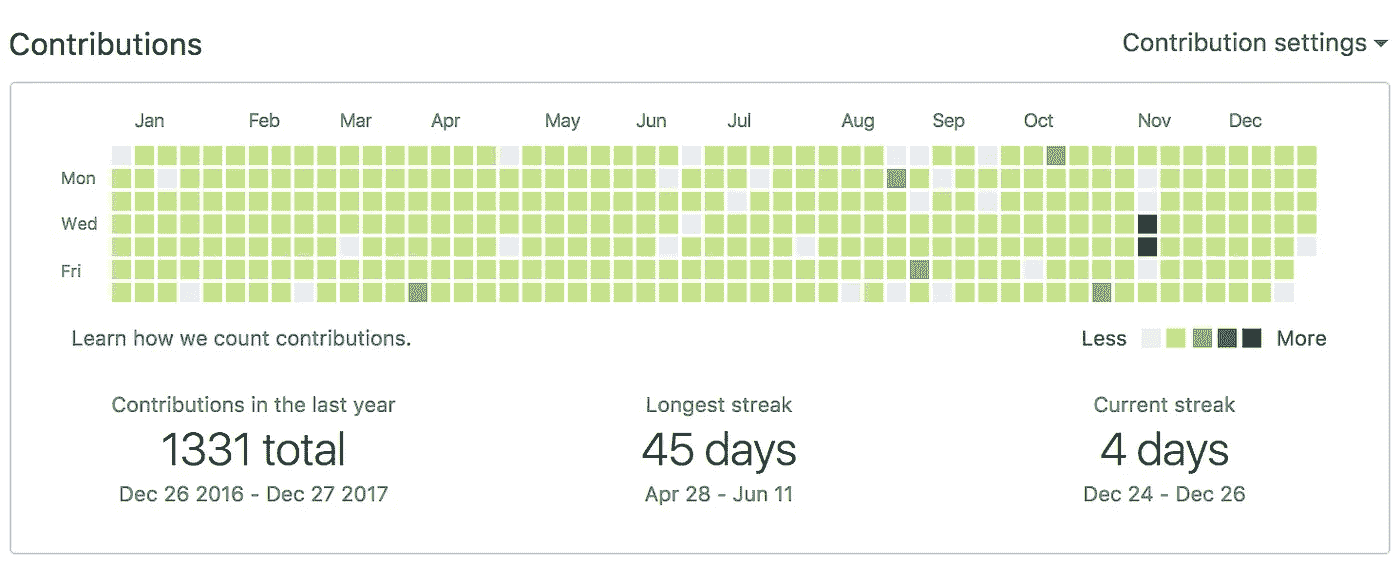 Contributions
Contribution settings
Jan Feb Mar Apr May Jun Jul Aug Sep Oct Nov Dec
Mon
Wed
Fri
Learn how we count contributions.
Less More
Contributions in the last year
1331 total
Dec 26 2016 - Dec 27 2017
Longest streak
45 days
Apr 28 - Jun 11
Current streak
4 days
Dec 24 - Dec 26